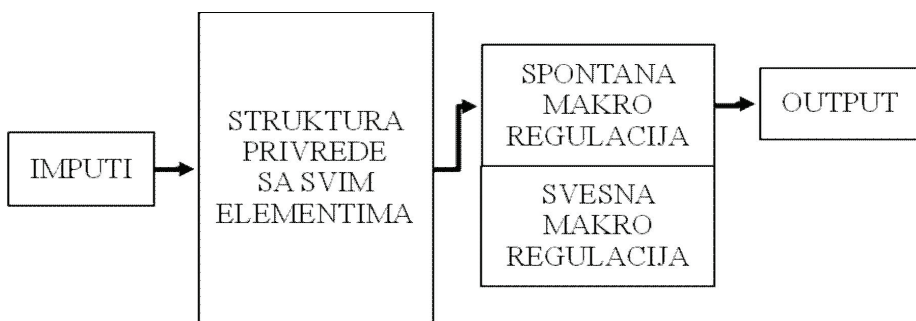 IMPUTI
STRUKTURA
PRIVREDE
SA SVIM
ELEMENTIMA
SPONTANA
MAKRO
REGULACIJA
SVESNA
MAKRO
REGULACIJA
OUTPUT